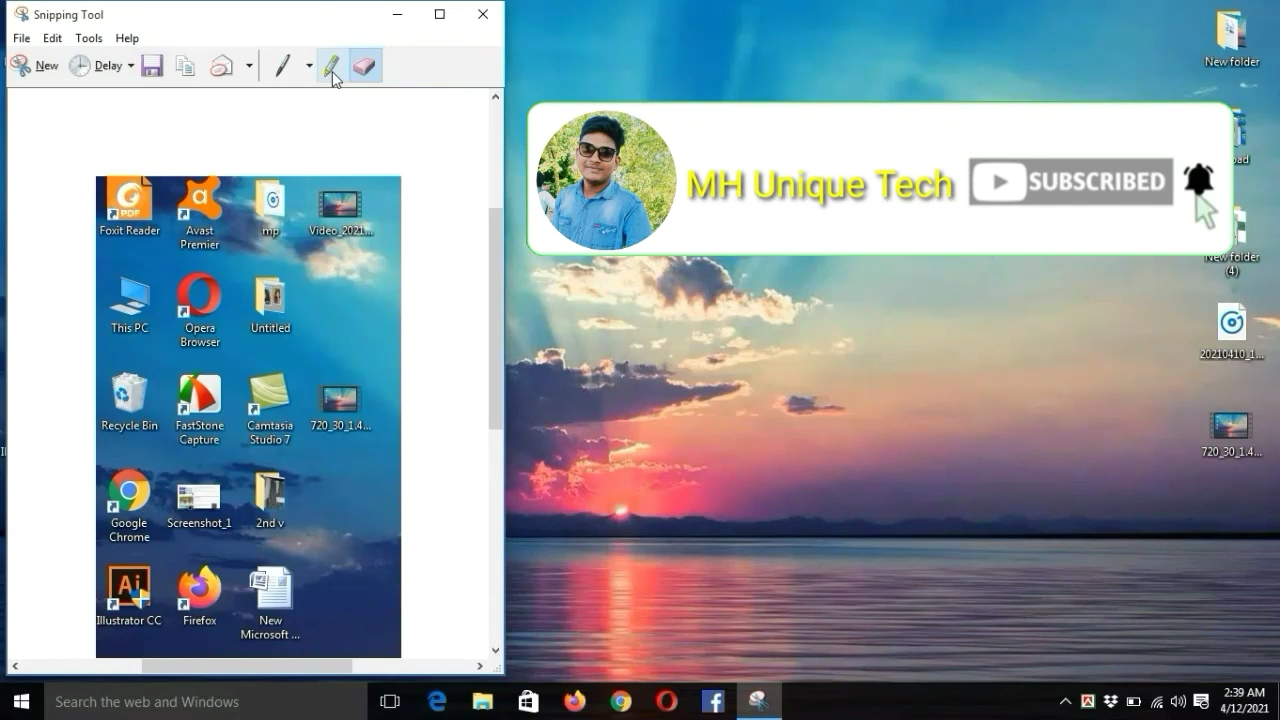 Snipping Tool
File Edit Tools Help
New Delay
PDF
Foxit Reader
Avast
Premier
mp
Video_2021...
This PC
Opera
Browser
Untitled
Recycle Bin
FastStone
Capture
Camtasia
Studio 7
720_30_1.4...
Google
Chrome
Screenshot_1
2nd v
Ai
Illustrator CC
Firefox
New
Microsoft ...
MH Unique Tech
SUBSCRIBED
New folder
New folder
(4)
20210410_1...
720_30_1.4...
Search the web and Windows
2:39 AM
4/12/2021